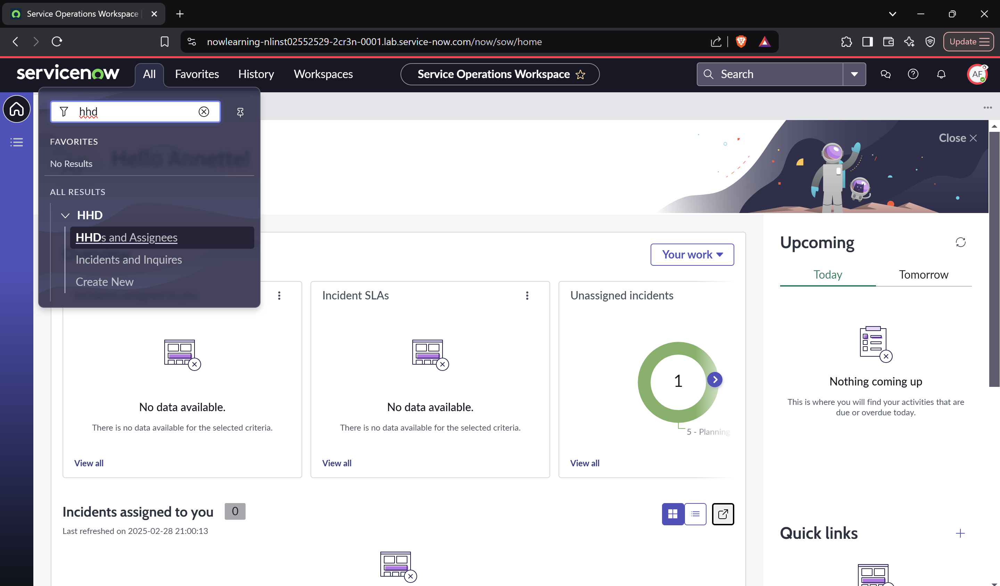 Service Operations Workspace
nowlearning-nlinst02552529-2cr3n-0001.lab.service-now.com/now/sow/home
Update
servicenow
All
Favorites
History
Workspaces
Service Operations Workspace
Search
AF
hhd
FAVORITES
No Results
ALL RESULTS
HHD
HHDs and Assignees
Incidents and Inquires
Create New
Hello Annette!
Close
Your work
Incidents assigned to you
No data available.
There is no data available for the selected criteria.
View all
Incident SLAs
No data available.
There is no data available for the selected criteria.
View all
Unassigned incidents
1
5 - Planning
View all
Incidents assigned to you
0
Last refreshed on 2025-02-28 21:00:13
Upcoming
Today
Tomorrow
Nothing coming up
This is where you will find your activities that are
due or overdue today.
Quick links